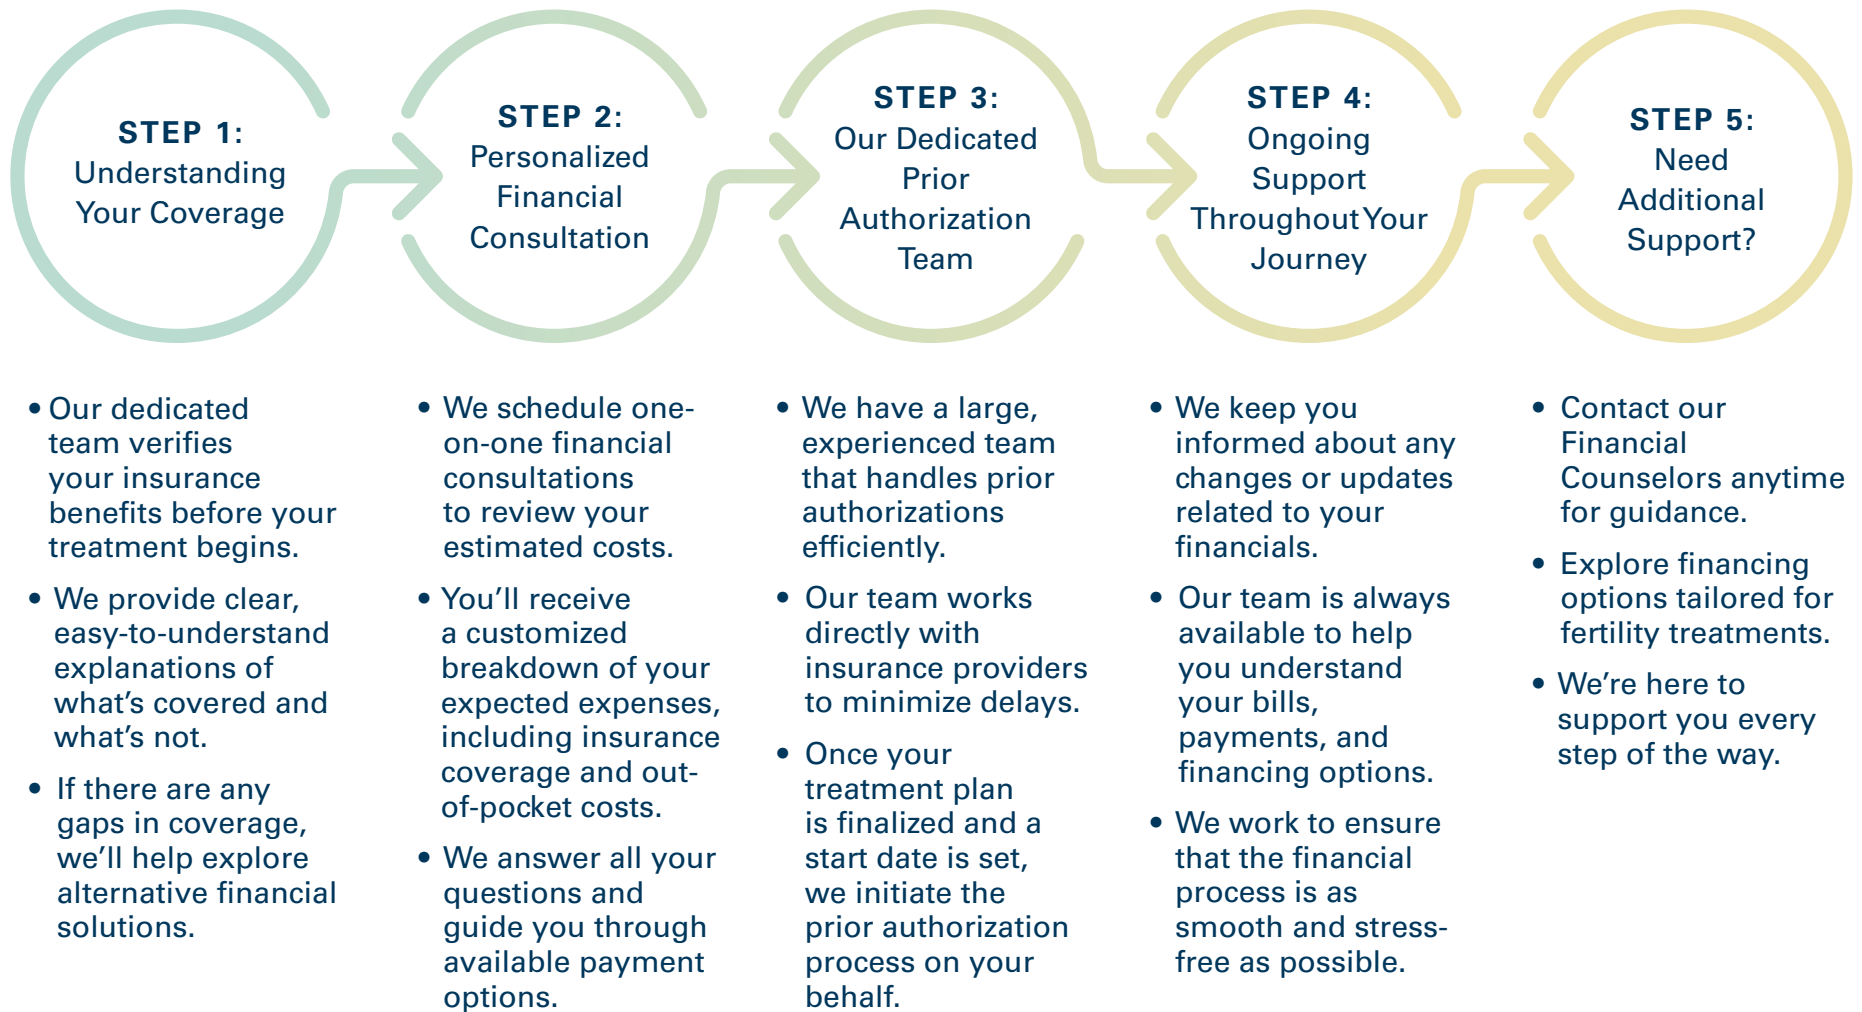 STEP 1:
Understanding
Your Coverage
STEP 2:
Personalized
Financial
Consultation
STEP 3:
Our Dedicated
Prior
Authorization
Team
STEP 4:
Ongoing
Support
Throughout Your
Journey
STEP 5:
Need
Additional
Support?
• Our dedicated
team verifies
your insurance
benefits before your
treatment begins.
• We provide clear,
easy-to-understand
explanations of
what’s covered and
what’s not.
• If there are any
gaps in coverage,
we’ll help explore
alternative financial
solutions.
• We schedule one-
on-one financial
consultations
to review your
estimated costs.
• You’ll receive
a customized
breakdown of your
expected expenses,
including insurance
coverage and out-
of-pocket costs.
• We answer all your
questions and
guide you through
available payment
options.
• We have a large,
experienced team
that handles prior
authorizations
efficiently.
• Our team works
directly with
insurance providers
to minimize delays.
• Once your
treatment plan
is finalized and a
start date is set,
we initiate the
prior authorization
process on your
behalf.
• We keep you
informed about any
changes or updates
related to your
financials.
• Our team is always
available to help
you understand
your bills,
payments, and
financing options.
• We work to ensure
that the financial
process is as
smooth and stress-
free as possible.
• Contact our
Financial
Counselors anytime
for guidance.
• Explore financing
options tailored for
fertility treatments.
• We’re here to
support you every
step of the way.